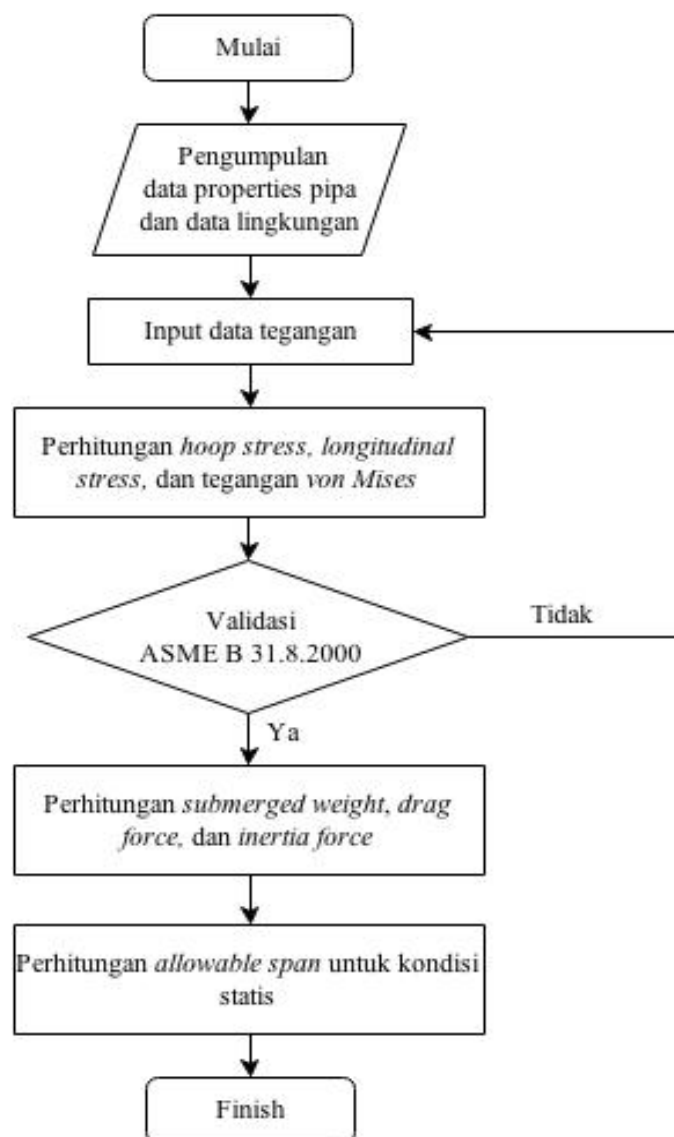 Mulai
Pengumpulan
data properties pipa
dan data lingkungan
Input data tegangan
Perhitungan hoop stress, longitudinal
stress, dan tegangan von Mises
Validasi
ASME B 31.8.2000
Tidak
Ya
Perhitungan submerged weight, drag
force, dan inertia force
Perhitungan allowable span untuk kondisi
statis
Finish